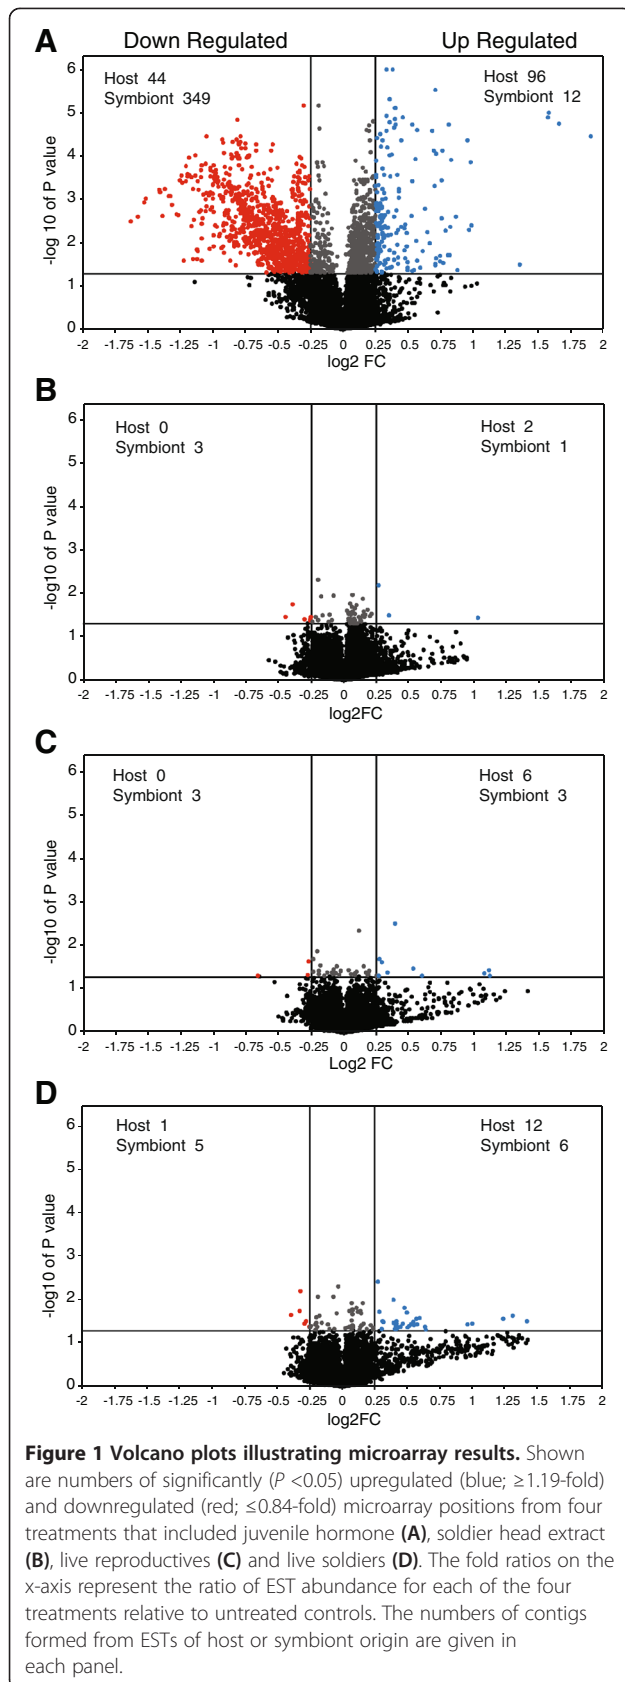 A
Down Regulated Up Regulated
Host 44 Host 96
Symbiont 349 Symbiont 12
-log 10 of P value
6
5
4
3
2
1
0
-2 -1.75 -1.5 -1.25 -1 -0.75 -0.5 -0.25 0 0.25 0.5 0.75 1 1.25 1.5 1.75 2
log2 FC
B
Host 0 Host 2
Symbiont 3 Symbiont 1
-log10 of P value
6
5
4
3
2
1
0
-2 -1.75 -1.5 -1.25 -1 -0.75 -0.5 -0.25 0 0.25 0.5 0.75 1 1.25 1.5 1.75 2
log2FC
C
Host 0 Host 6
Symbiont 3 Symbiont 3
-log10 of P value
6
5
4
3
2
1
0
-2 -1.75 -1.5 -1.25 -1 -0.75 -0.5 -0.25 0 0.25 0.5 0.75 1 1.25 1.5 1.75 2
Log2 FC
D
Host 1 Host 12
Symbiont 5 Symbiont 6
-log10 of P value
6
5
4
3
2
1
0
-2 -1.75 -1.5 -1.25 -1 -0.75 -0.5 -0.25 0 0.25 0.5 0.75 1 1.25 1.5 1.75 2
log2FC
Figure 1 Volcano plots illustrating microarray results. Shown
are numbers of significantly (P <0.05) upregulated (blue; ≥1.19-fold)
and downregulated (red; ≤0.84-fold) microarray positions from four
treatments that included juvenile hormone (A), soldier head extract
(B), live reproductives (C) and live soldiers (D). The fold ratios on the
x-axis represent the ratio of EST abundance for each of the four
treatments relative to untreated controls. The numbers of contigs
formed from ESTs of host or symbiont origin are given in
each panel.